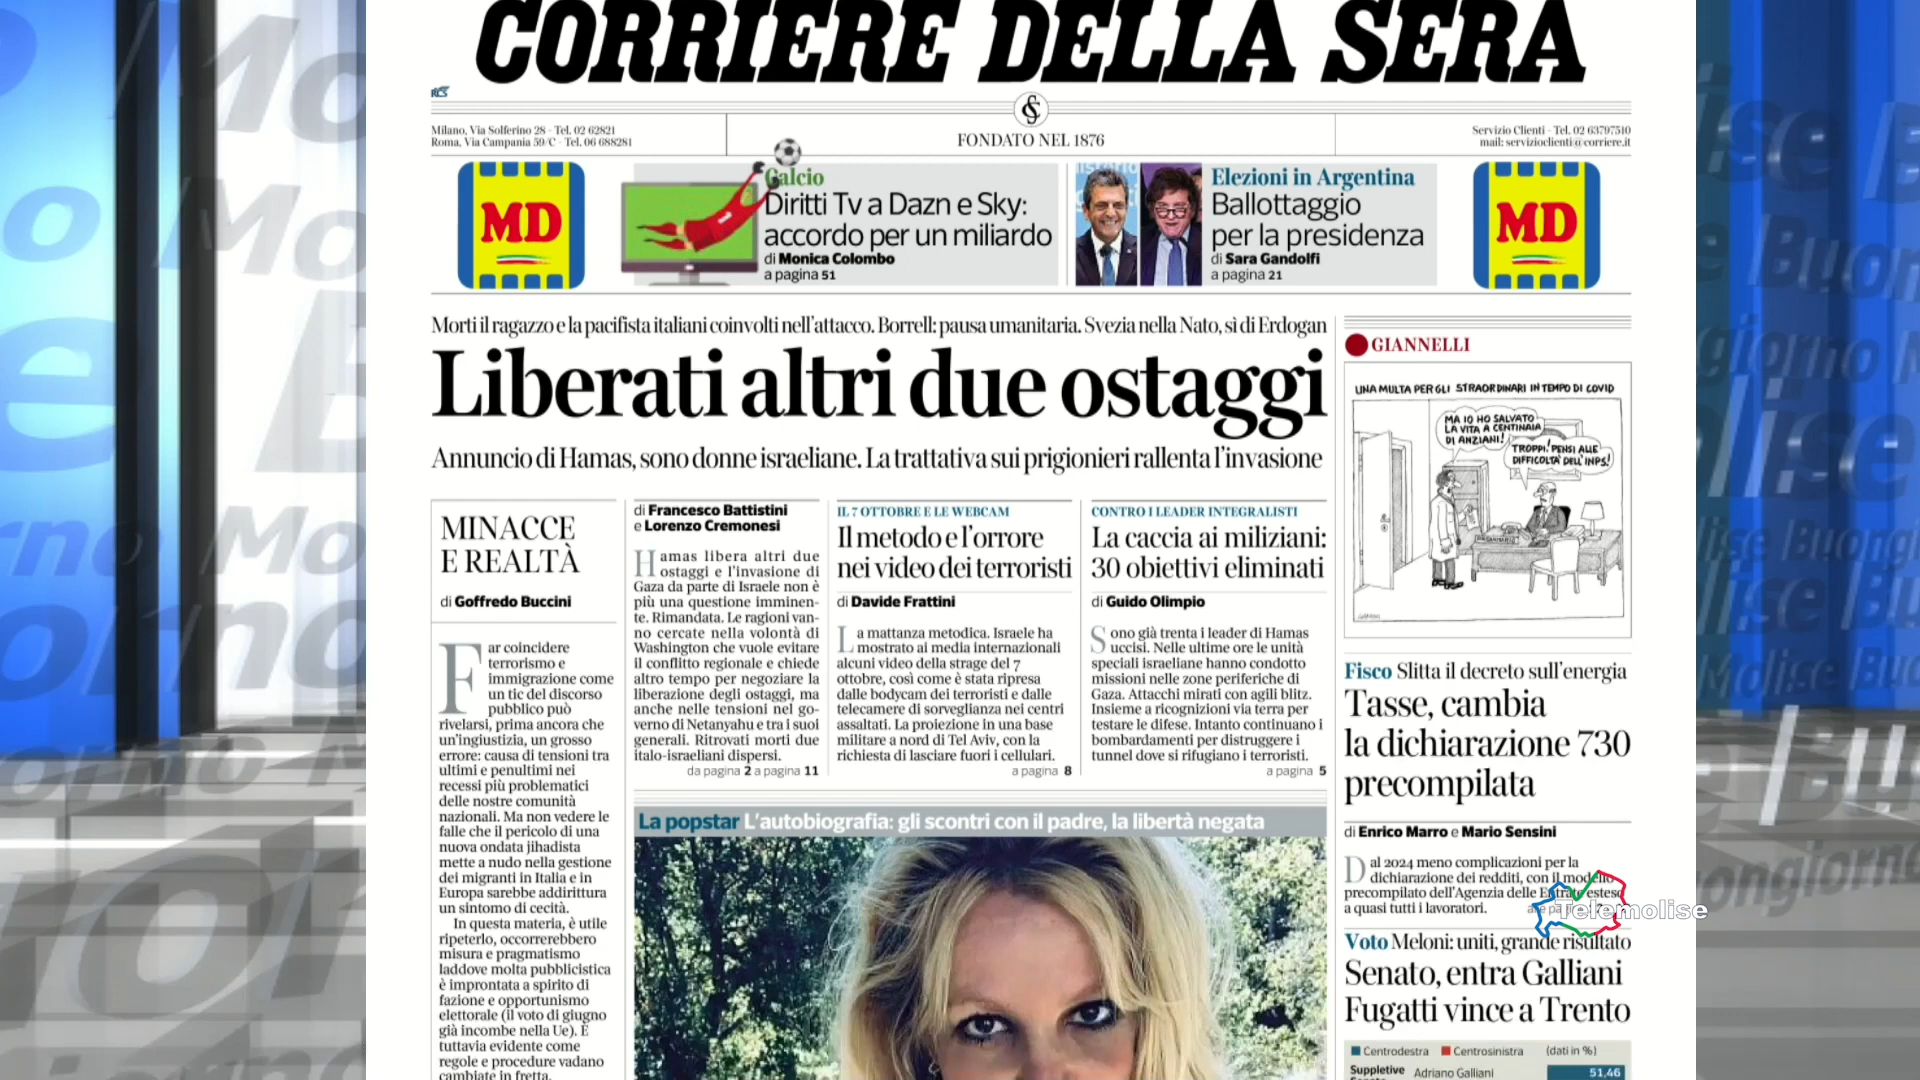 CORRIERE DELLA SERA
RCS
Milano, Via Solferino 28 - Tel. 02 62821
Roma, Via Campania 59/C - Tel. 06 688281
FONDATO NEL 1876
Servizio Clienti - Tel. 02 63797510
mail: servizioclienti@corriere.it
MD
Calcio
Diritti Tv a Dazn e Sky:
accordo per un miliardo
di Monica Colombo
a pagina 51
Elezioni in Argentina
Ballottaggio
per la presidenza
di Sara Gandolfi
a pagina 21
MD
Morti il ragazzo e la pacifista italiani coinvolti nell'attacco. Borrell: pausa umanitaria. Svezia nella Nato, sì di Erdogan
Liberati altri due ostaggi
Annuncio di Hamas, sono donne israeliane. La trattativa sui prigionieri rallenta l'invasione
MINACCE
E REALTÀ
di Goffredo Buccini
Far coincidere
terrorismo e
immigrazione come
un tic del discorso
pubblico può
rivelarsi, prima ancora che
un'ingiustizia, un grosso
errore: causa di tensioni tra
ultimi e penultimi nei
recessi più problematici
delle nostre comunità
nazionali. Ma non vedere le
falle che il pericolo di una
nuova ondata jihadista
mette a nudo nella gestione
dei migranti in Italia e in
Europa sarebbe addirittura
un sintomo di cecità.
In questa materia, è utile
ripeterlo, occorrerebbero
misura e pragmatismo
laddove molta pubblicistica
è improntata a spirito di
fazione e opportunismo
elettorale (il voto di giugno
già incombe nella Ue). È
tuttavia evidente come
regole e procedure vadano
cambiate in fretta.
di Francesco Battistini
e Lorenzo Cremonesi
Hamas libera altri due
ostaggi e l'invasione di
Gaza da parte di Israele non è
più una questione imminen-
te. Rimandata. Le ragioni van-
no cercate nella volontà di
Washington che vuole evitare
il conflitto regionale e chiede
altro tempo per negoziare la
liberazione degli ostaggi, ma
anche nelle tensioni nel go-
verno di Netanyahu e tra i suoi
generali. Ritrovati morti due
italo-israeliani dispersi.
da pagina 2 a pagina 11
IL 7 OTTOBRE E LE WEBCAM
Il metodo e l'orrore
nei video dei terroristi
di Davide Frattini
La mattanza metodica. Israele ha
mostrato ai media internazionali
alcuni video della strage del 7
ottobre, così come è stata ripresa
dalle bodycam dei terroristi e dalle
telecamere di sorveglianza nei centri
assaltati. La proiezione in una base
militare a nord di Tel Aviv, con la
richiesta di lasciare fuori i cellulari.
a pagina 8
CONTRO I LEADER INTEGRALISTI
La caccia ai miliziani:
30 obiettivi eliminati
di Guido Olimpio
Sono già trenta i leader di Hamas
uccisi. Nelle ultime ore le unità
speciali israeliane hanno condotto
missioni nelle zone periferiche di
Gaza. Attacchi mirati con agili blitz.
Insieme a ricognizioni via terra per
testare le difese. Intanto continuano i
bombardamenti per distruggere i
tunnel dove si rifugiano i terroristi.
a pagina 5
La popstar L'autobiografia: gli scontri con il padre, la libertà negata
GIANNELLI
UNA MULTA PER GLI STRAORDINARI IN TEMPO DI COVID
MA IO HO SALVATO
LA VITA A CENTINAIA
DI ANZIANI!
TROPPI! PENSI ALLE
DIFFICOLTÀ DELL'INPS!
Fisco Slitta il decreto sull'energia
Tasse, cambia
la dichiarazione 730
precompilata
di Enrico Marro e Mario Sensini
Dal 2024 meno complicazioni per la
dichiarazione dei redditi, con il modello
precompilato dell'Agenzia delle Entrate esteso
a quasi tutti i lavoratori.
Telemolise
Voto Meloni: uniti, grande risultato
Senato, entra Galliani
Fugatti vince a Trento
Centrodestra Centrosinistra (dati in %)
Suppletive Adriano Galliani 51,46